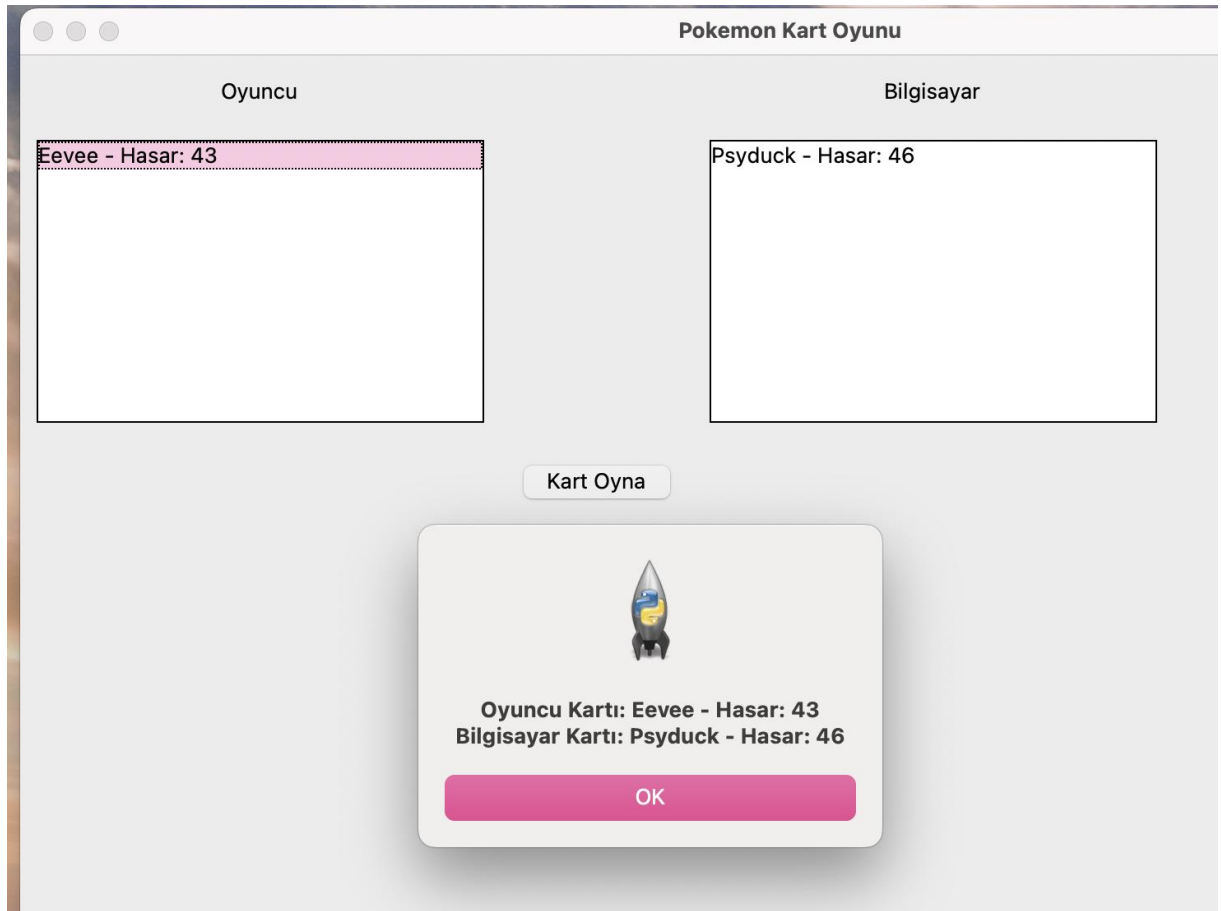 Pokemon Kart Oyunu
Oyuncu
Bilgisayar
Eevee - Hasar: 43
Psyduck - Hasar: 46
Kart Oyna
Oyuncu Kartı: Eevee - Hasar: 43
Bilgisayar Kartı: Psyduck - Hasar: 46
OK